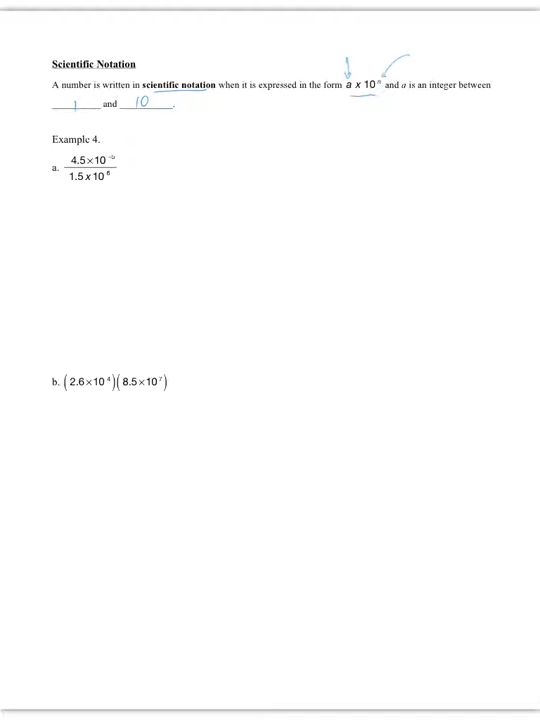 Scientific Notation
A number is written in scientific notation when it is expressed in the form a x 10ⁿ and a is an integer between
1 and 10.
Example 4.
a. 4.5×10
1.5 x 10⁶
b. (2.6×10⁴)(8.5×10⁷)